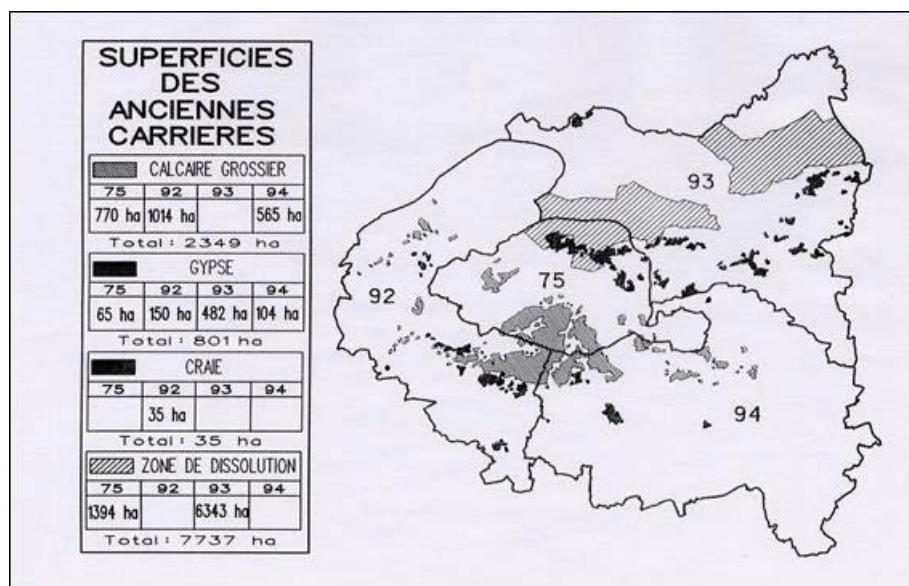 SUPERFICIES
DES
ANCIENNES
CARRIERES
CALCAIRE GROSSIER
75 92 93 94
770 ha 1014 ha 565 ha
Total : 2349 ha
GYPSE
75 92 93 94
65 ha 150 ha 482 ha 104 ha
Total : 801 ha
CRAIE
75 92 93 94
35 ha
Total : 35 ha
ZONE DE DISSOLUTION
75 92 93 94
1394 ha 6343 ha
Total : 7737 ha
93
75
92
94